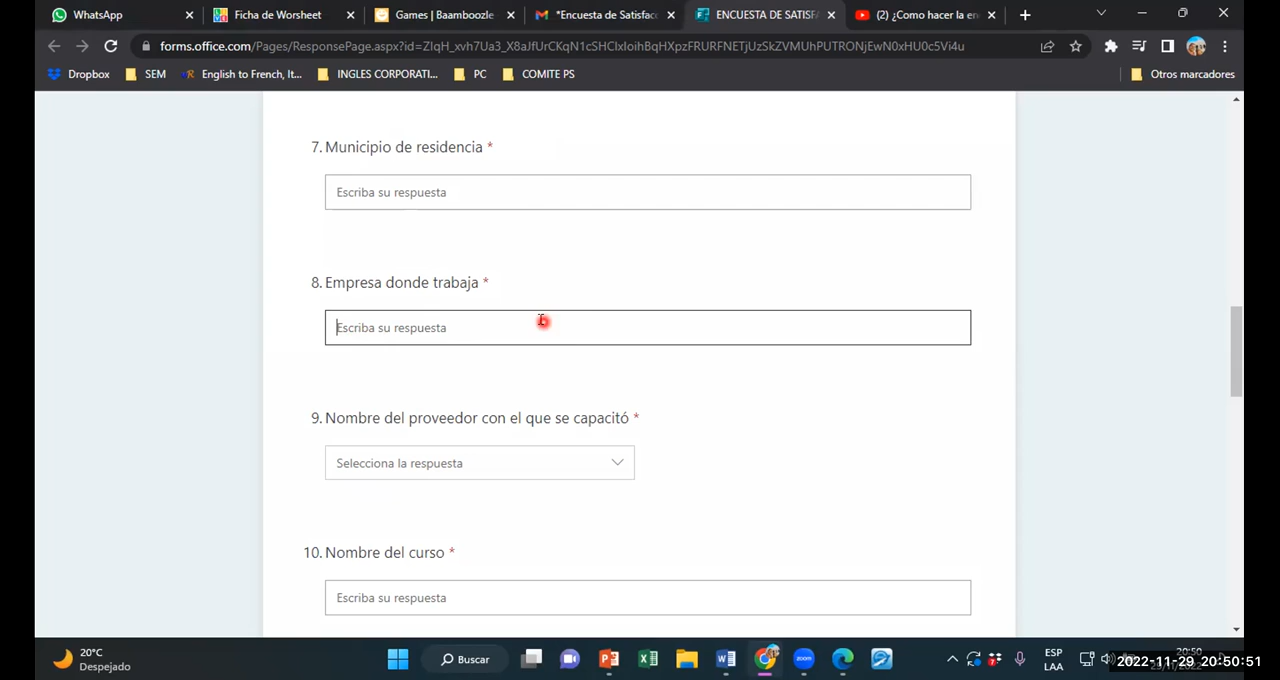 WhatsApp
Ficha de Worsheet
Games | Baamboozle
*Encuesta de Satisfac
ENCUESTA DE SATISFA
(2) ¿Como hacer la en
forms.office.com/Pages/ResponsePage.aspx?id=ZIqH_xvh7Ua3_X8aJfUrCKqN1cSHClxIoihBqHXpzFRURFNETjUzSkZVMUhPUTRONjEwN0xHU0c5Vi4u
Dropbox
SEM
English to French, It...
INGLES CORPORATI...
PC
COMITE PS
Otros marcadores
7. Municipio de residencia *
Escriba su respuesta
8. Empresa donde trabaja *
Escriba su respuesta
9. Nombre del proveedor con el que se capacitó *
Selecciona la respuesta
10. Nombre del curso *
Escriba su respuesta
20°C
Despejado
Buscar
zoom
ESP
LAA
20:50
2022-11-29 20:50:51